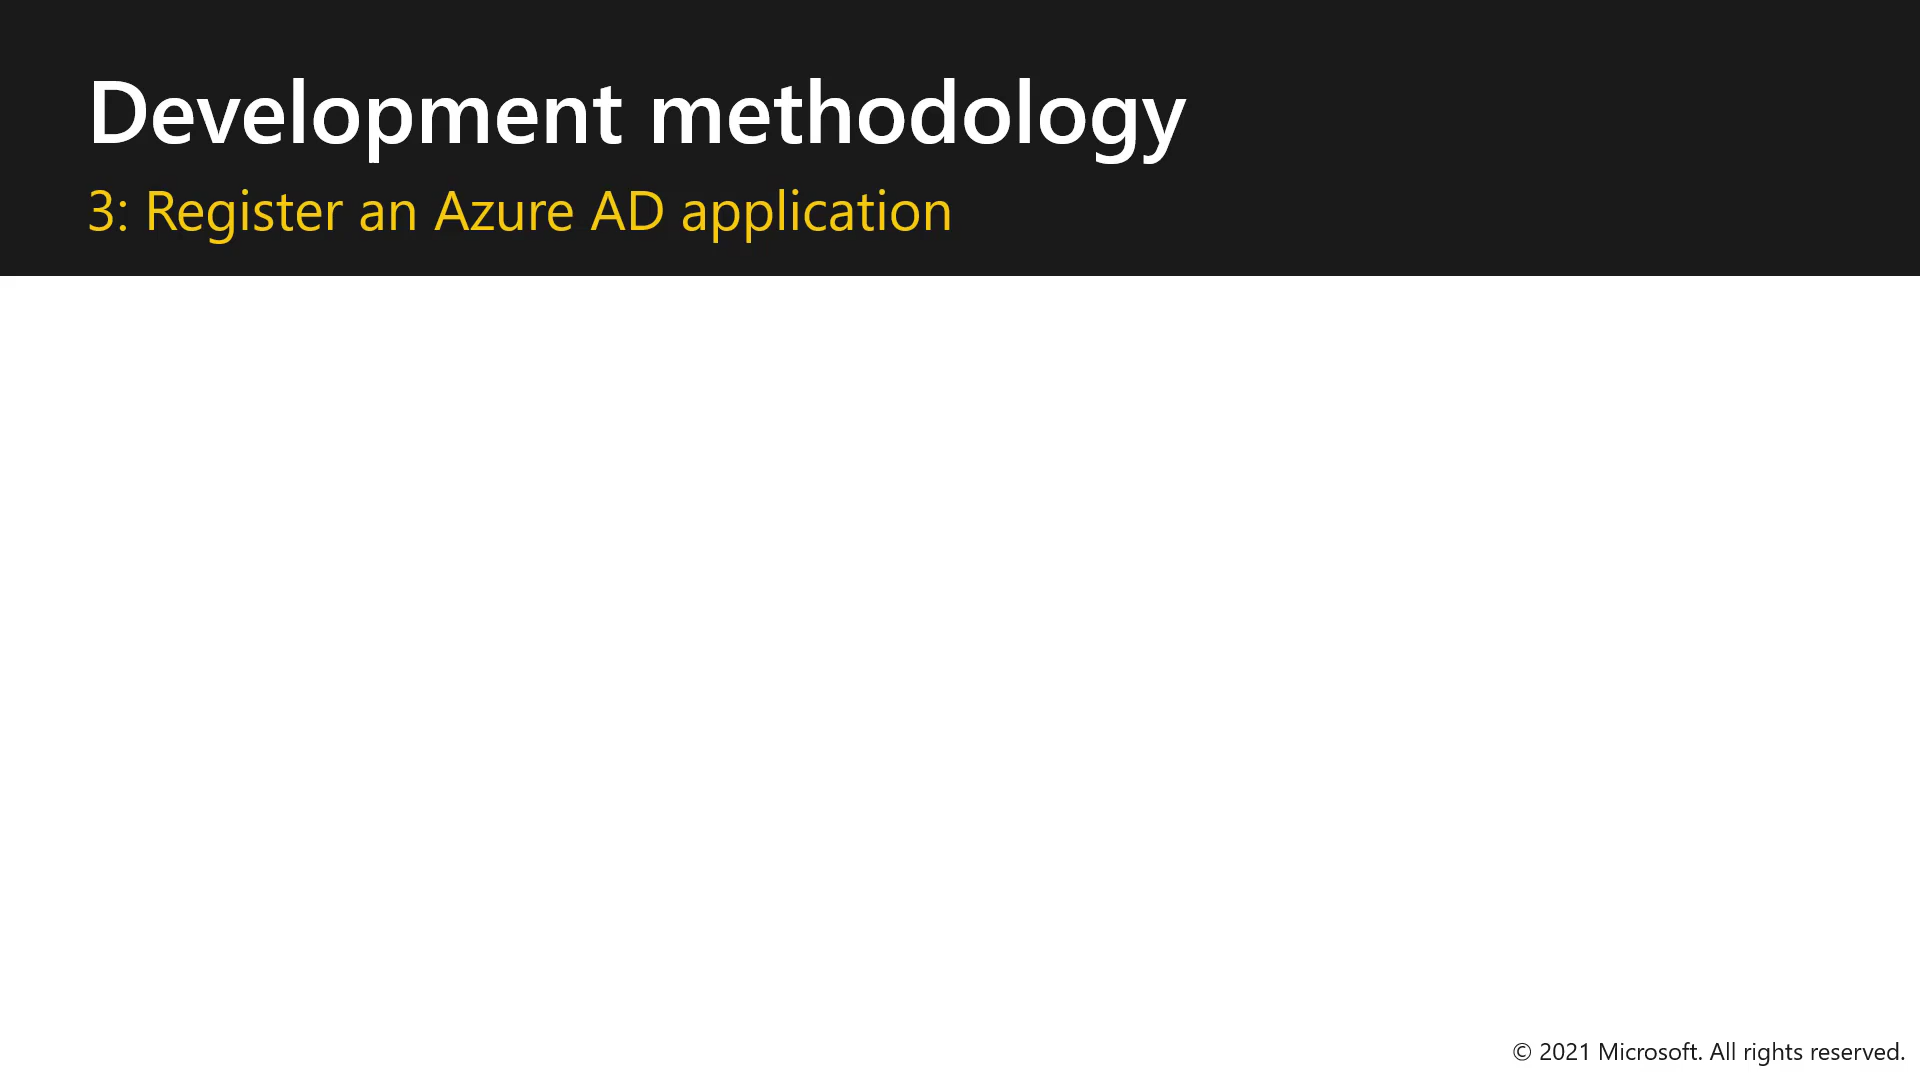 Development methodology
3: Register an Azure AD application
© 2021 Microsoft. All rights reserved.